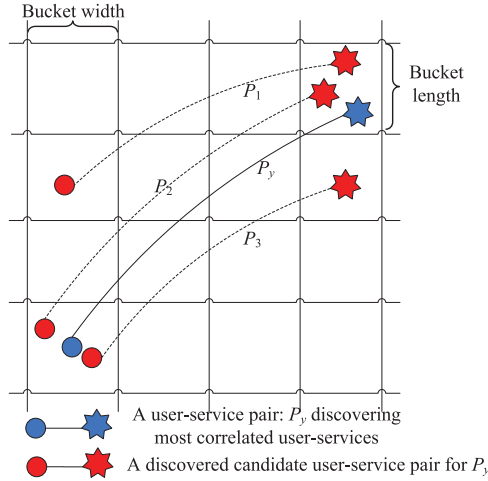 Bucket width
Bucket
length
P1
P2
Py
P3
A user-service pair: Py discovering
most correlated user-services
A discovered candidate user-service pair for Py